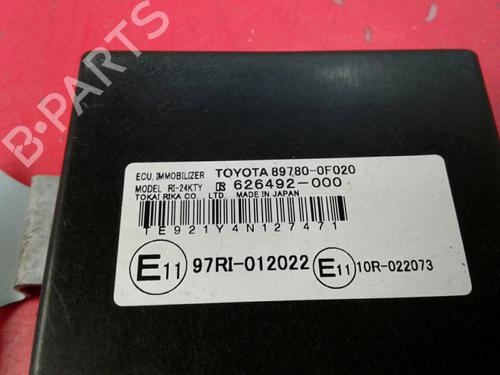 B-PARTS
ECU, IMMOBILIZER TOYOTA 89780-0F020
MODEL RI-24KTY 626492-000
TOKAI RIKA CO., LTD. MADE IN JAPAN
TE921Y4N127471
E11 97RI-012022 E11 10R-022073